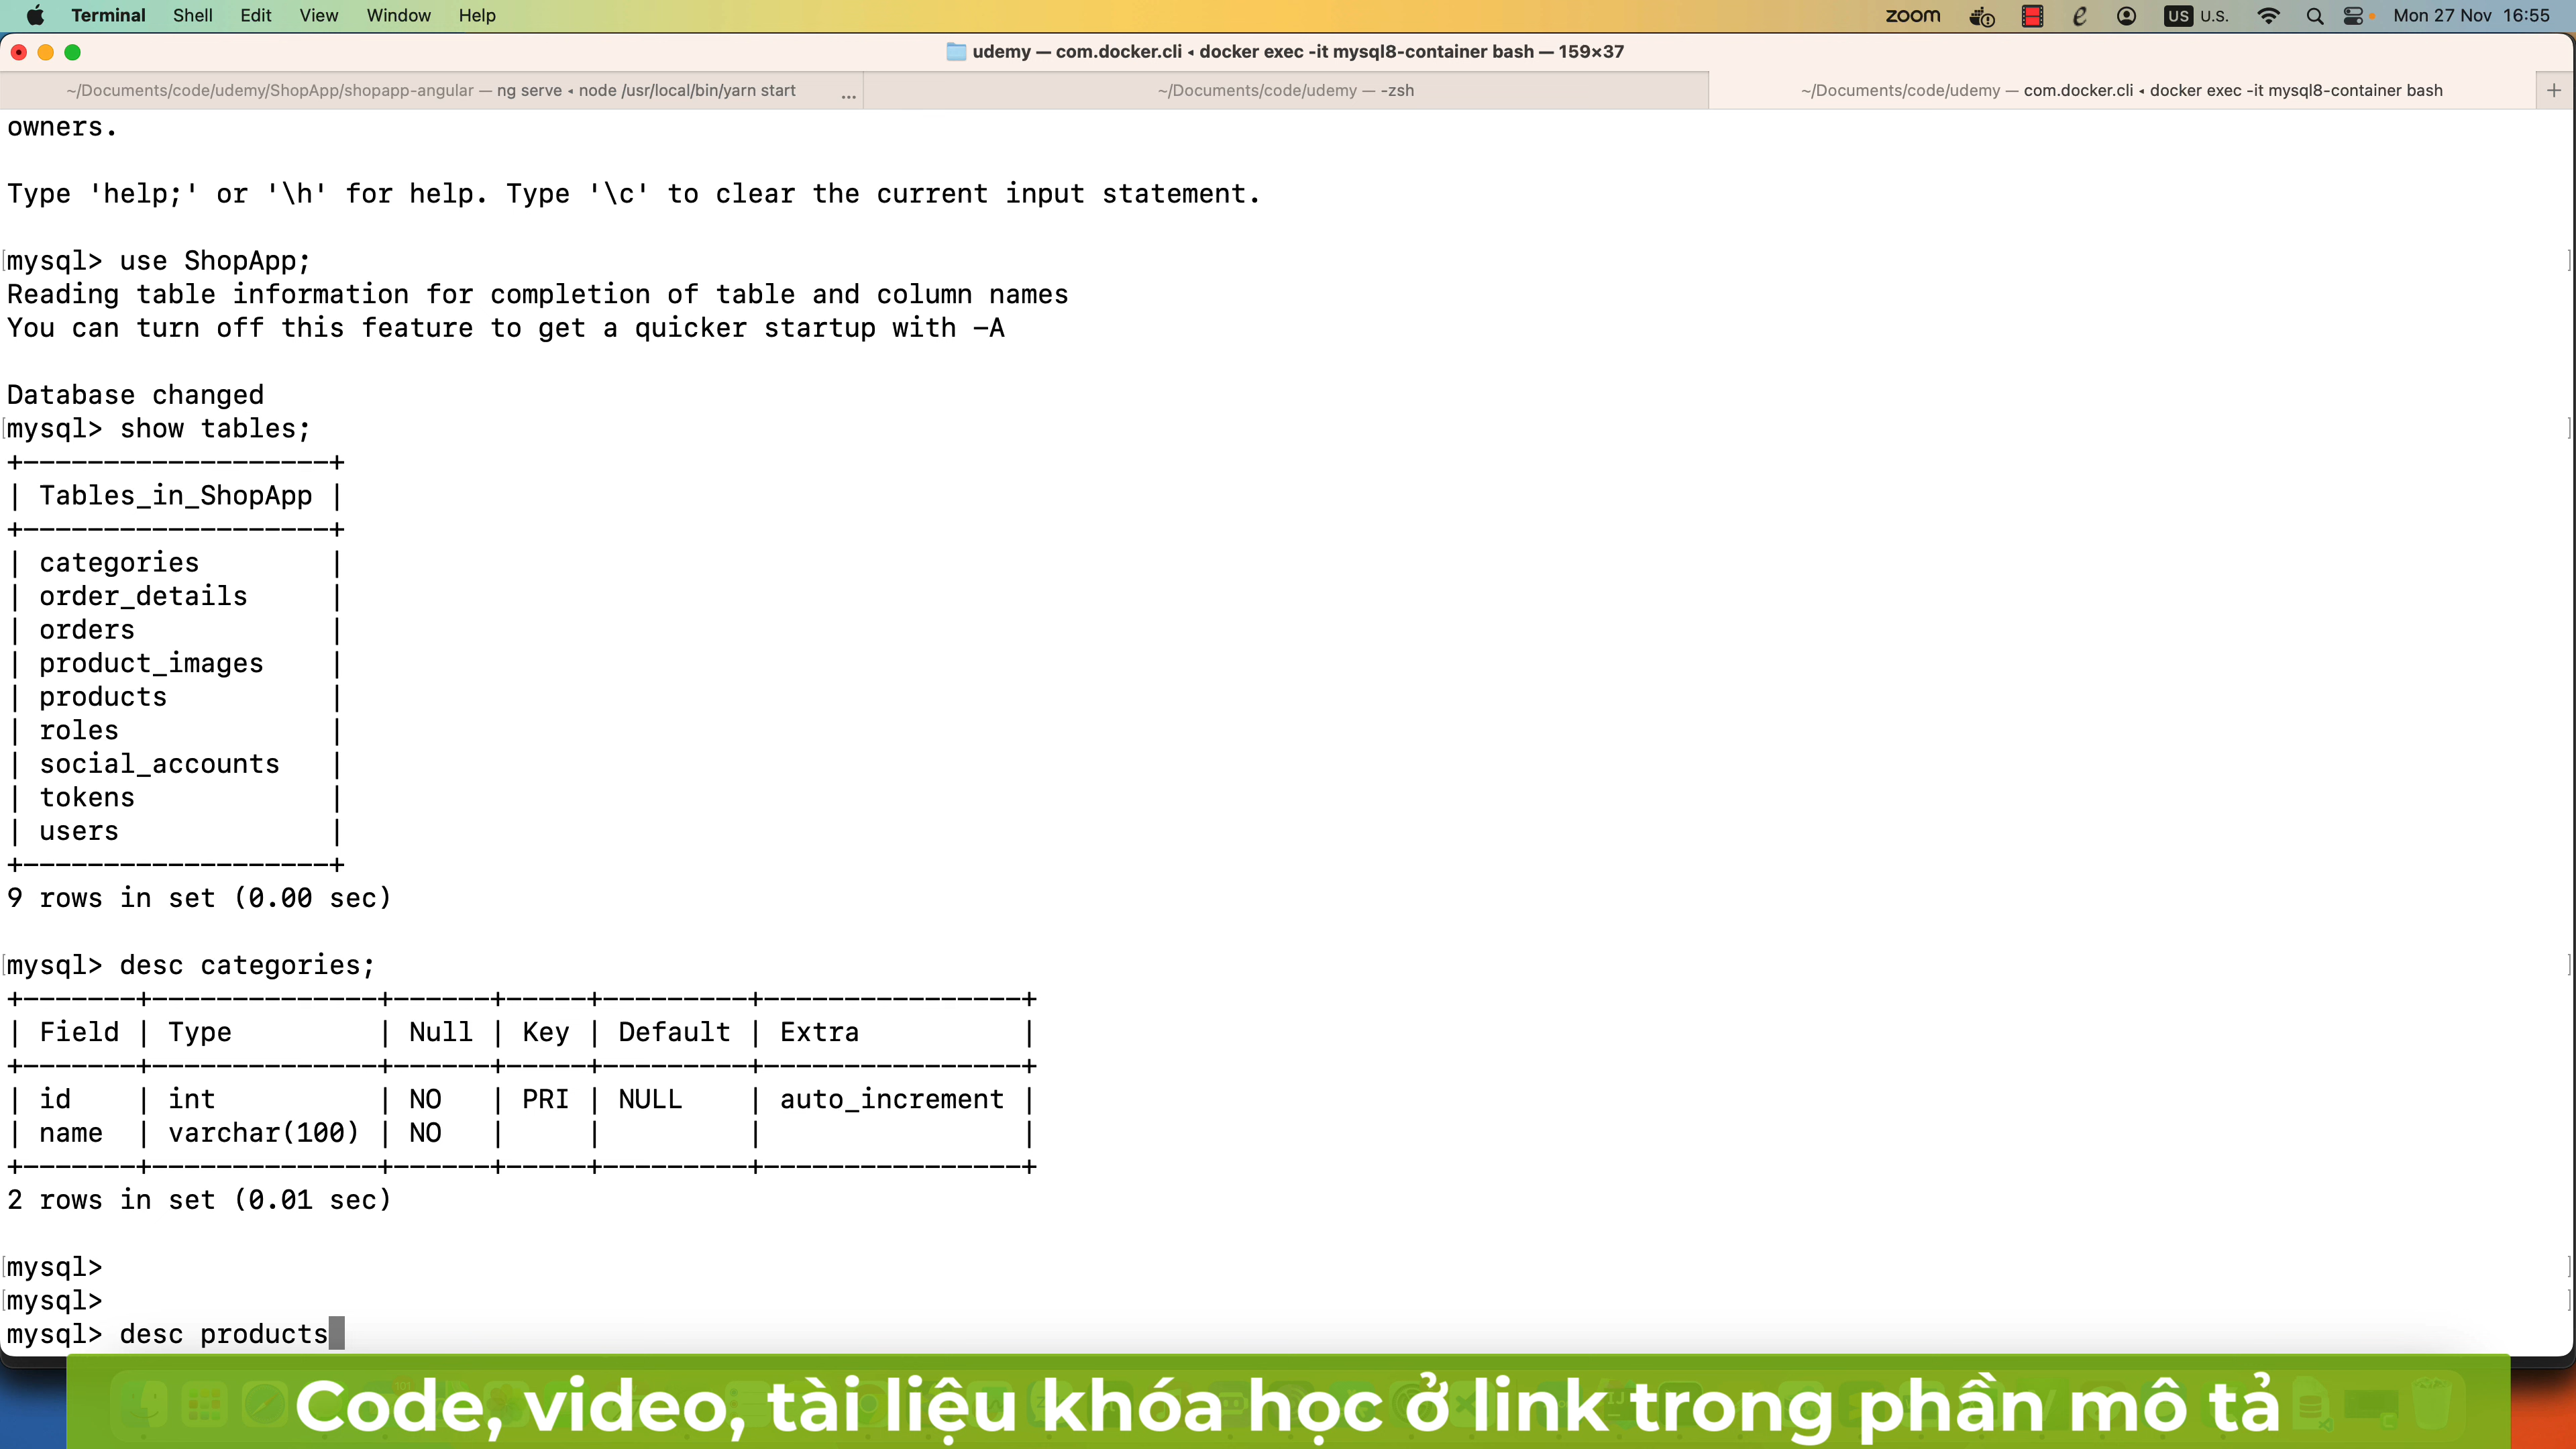 Terminal Shell Edit View Window Help zoom US U.S. Mon 27 Nov 16:55
udemy — com.docker.cli ◂ docker exec -it mysql8-container bash — 159×37
~/Documents/code/udemy/ShopApp/shopapp-angular — ng serve ◂ node /usr/local/bin/yarn start ... ~/Documents/code/udemy — -zsh ~/Documents/code/udemy — com.docker.cli ◂ docker exec -it mysql8-container bash +
owners.
Type 'help;' or '\h' for help. Type '\c' to clear the current input statement.
[mysql> use ShopApp; ]
Reading table information for completion of table and column names
You can turn off this feature to get a quicker startup with -A
Database changed
[mysql> show tables; ]
+-------------------+
| Tables_in_ShopApp |
+-------------------+
| categories        |
| order_details     |
| orders            |
| product_images    |
| products          |
| roles             |
| social_accounts   |
| tokens            |
| users             |
+-------------------+
9 rows in set (0.00 sec)
[mysql> desc categories; ]
+-------+--------------+------+-----+---------+----------------+
| Field | Type         | Null | Key | Default | Extra          |
+-------+--------------+------+-----+---------+----------------+
| id    | int          | NO   | PRI | NULL    | auto_increment |
| name  | varchar(100) | NO   |     |         |                |
+-------+--------------+------+-----+---------+----------------+
2 rows in set (0.01 sec)
[mysql> ]
[mysql> ]
mysql> desc products
Code, video, tài liệu khóa học ở link trong phần mô tả